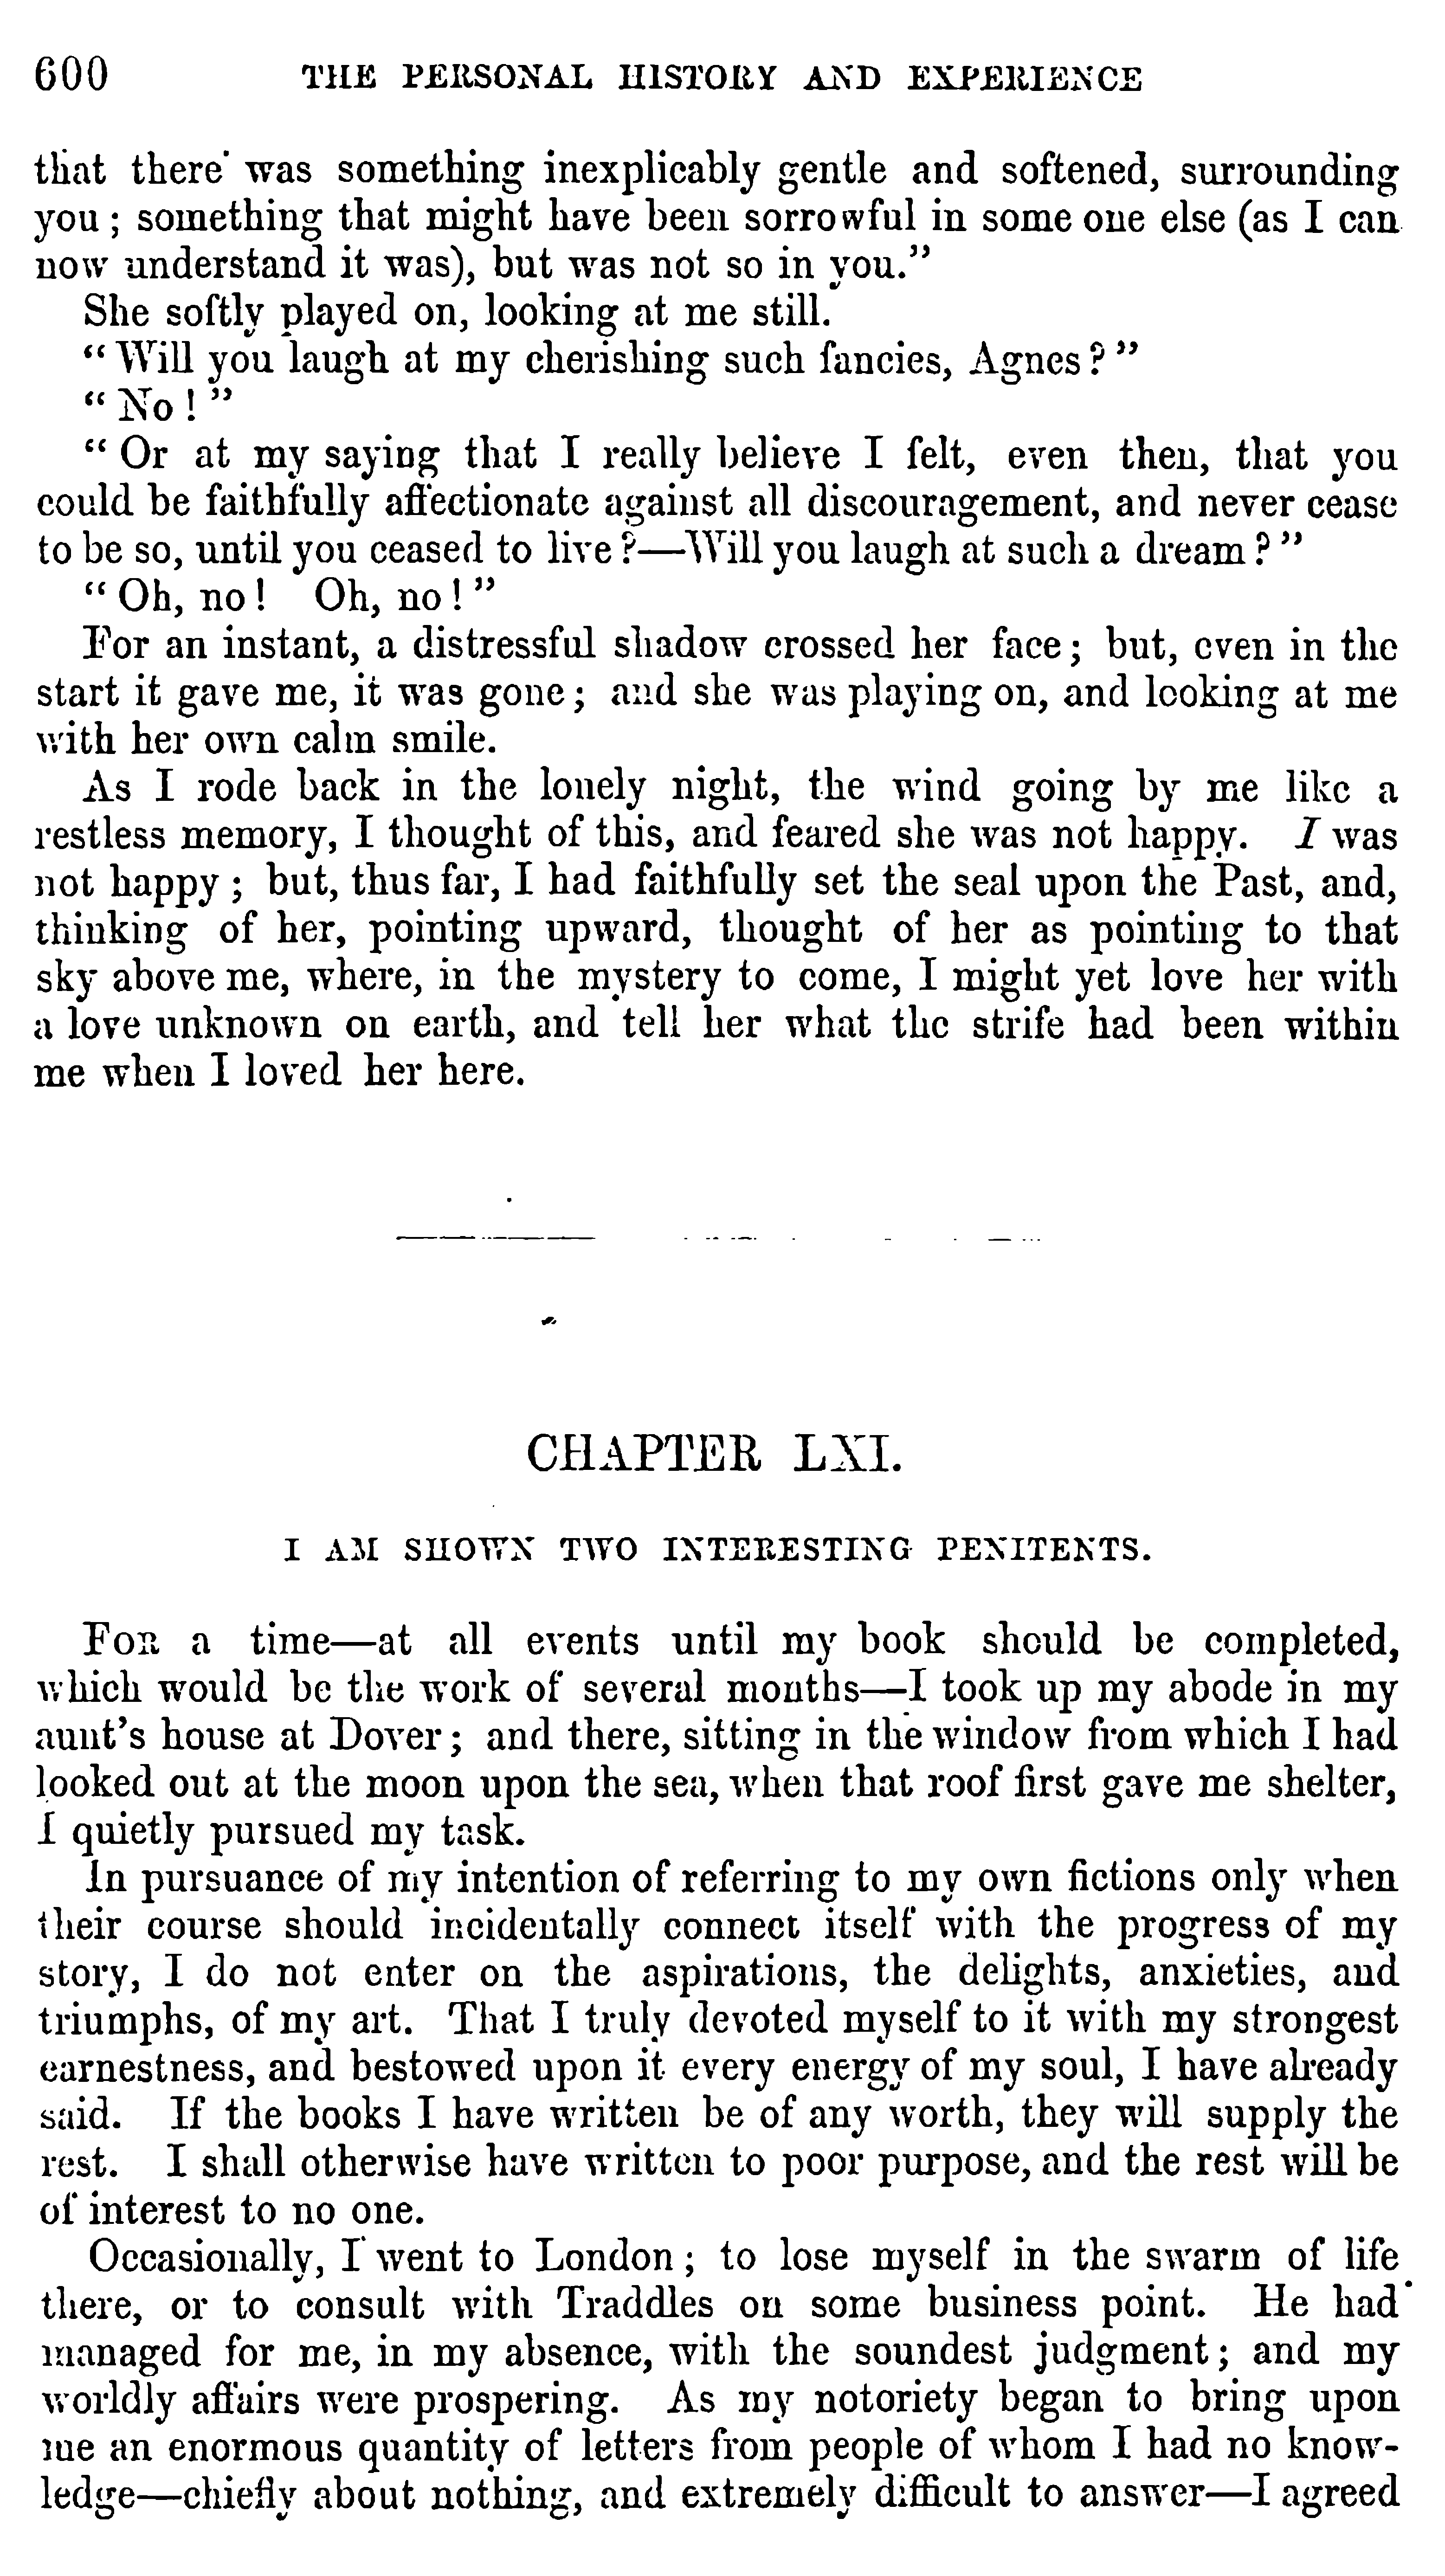 600 THE PERSONAL HISTORY AND EXPERIENCE
that there was something inexplicably gentle and softened, surrounding
you; something that might have been sorrowful in some one else (as I can
now understand it was), but was not so in you."
She softly played on, looking at me still.
"Will you laugh at my cherishing such fancies, Agnes?"
"No!"
"Or at my saying that I really believe I felt, even then, that you
could be faithfully affectionate against all discouragement, and never cease
to be so, until you ceased to live?—Will you laugh at such a dream?"
"Oh, no! Oh, no!"
For an instant, a distressful shadow crossed her face; but, even in the
start it gave me, it was gone; and she was playing on, and looking at me
with her own calm smile.
As I rode back in the lonely night, the wind going by me like a
restless memory, I thought of this, and feared she was not happy. I was
not happy; but, thus far, I had faithfully set the seal upon the Past, and,
thinking of her, pointing upward, thought of her as pointing to that
sky above me, where, in the mystery to come, I might yet love her with
a love unknown on earth, and tell her what the strife had been within
me when I loved her here.
CHAPTER LXI.
I AM SHOWN TWO INTERESTING PENITENTS.
FOR a time—at all events until my book should be completed,
which would be the work of several months—I took up my abode in my
aunt's house at Dover; and there, sitting in the window from which I had
looked out at the moon upon the sea, when that roof first gave me shelter,
I quietly pursued my task.
In pursuance of my intention of referring to my own fictions only when
their course should incidentally connect itself with the progress of my
story, I do not enter on the aspirations, the delights, anxieties, and
triumphs, of my art. That I truly devoted myself to it with my strongest
earnestness, and bestowed upon it every energy of my soul, I have already
said. If the books I have written be of any worth, they will supply the
rest. I shall otherwise have written to poor purpose, and the rest will be
of interest to no one.
Occasionally, I went to London; to lose myself in the swarm of life
there, or to consult with Traddles on some business point. He had
managed for me, in my absence, with the soundest judgment; and my
worldly affairs were prospering. As my notoriety began to bring upon
me an enormous quantity of letters from people of whom I had no know-
ledge—chiefly about nothing, and extremely difficult to answer—I agreed